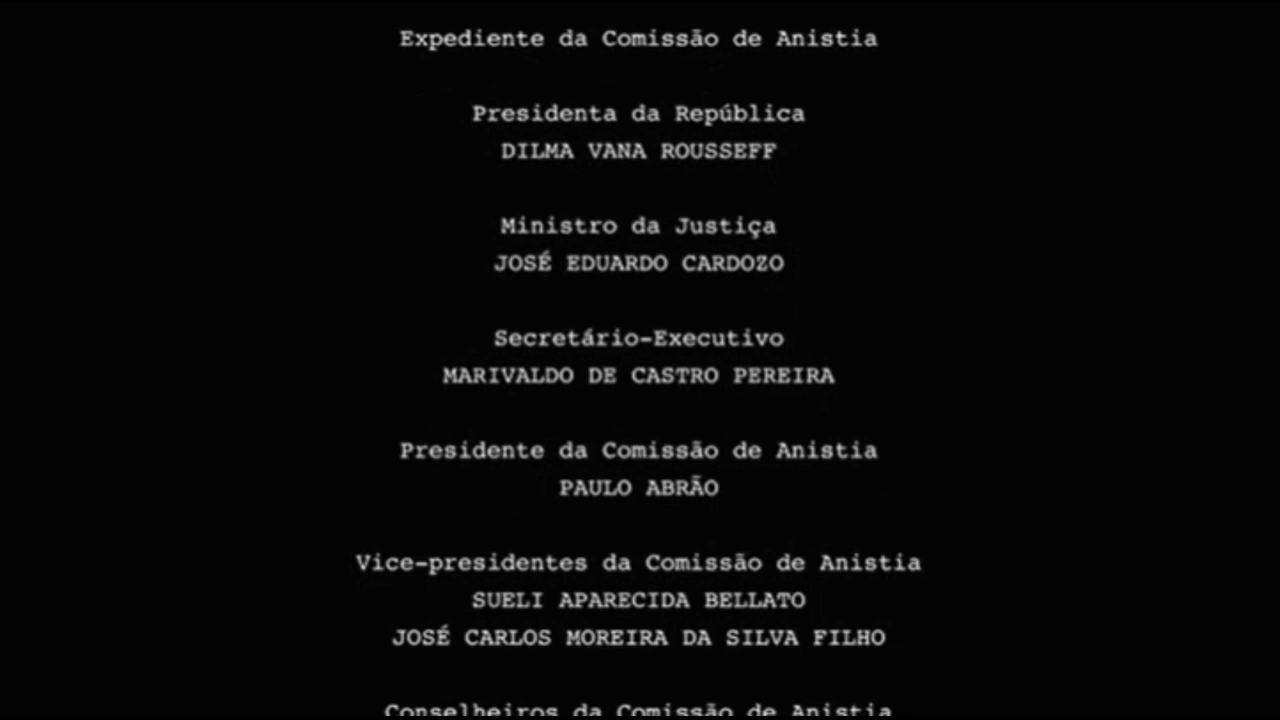 Expediente da Comissão de Anistia
Presidenta da República
DILMA VANA ROUSSEFF
Ministro da Justiça
JOSÉ EDUARDO CARDOZO
Secretário-Executivo
MARIVALDO DE CASTRO PEREIRA
Presidente da Comissão de Anistia
PAULO ABRÃO
Vice-presidentes da Comissão de Anistia
SUELI APARECIDA BELLATO
JOSÉ CARLOS MOREIRA DA SILVA FILHO
Conselheiros da Comissão de Anistia